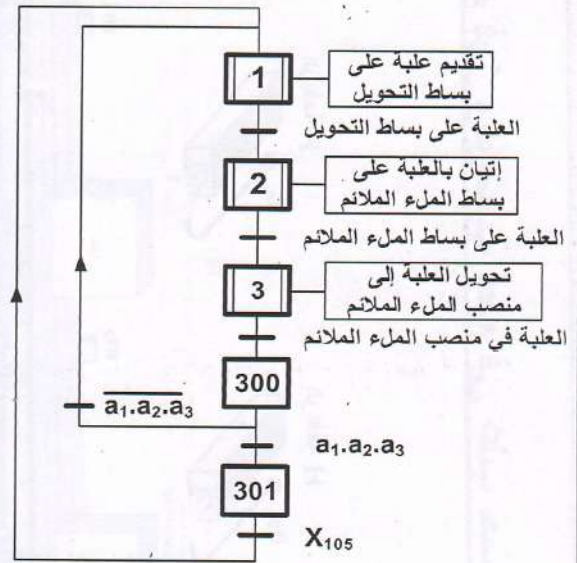 1
تقديم علبة على
بساط التحويل
العلبة على بساط التحويل
2
إتيان بالعلبة على
بساط الملء الملائم
العلبة على بساط الملء الملائم
3
تحويل العلبة إلى
منصب الملء الملائم
العلبة في منصب الملء الملائم
300
a₁.a₂.a₃
a₁.a₂.a₃
301
X₁₀₅